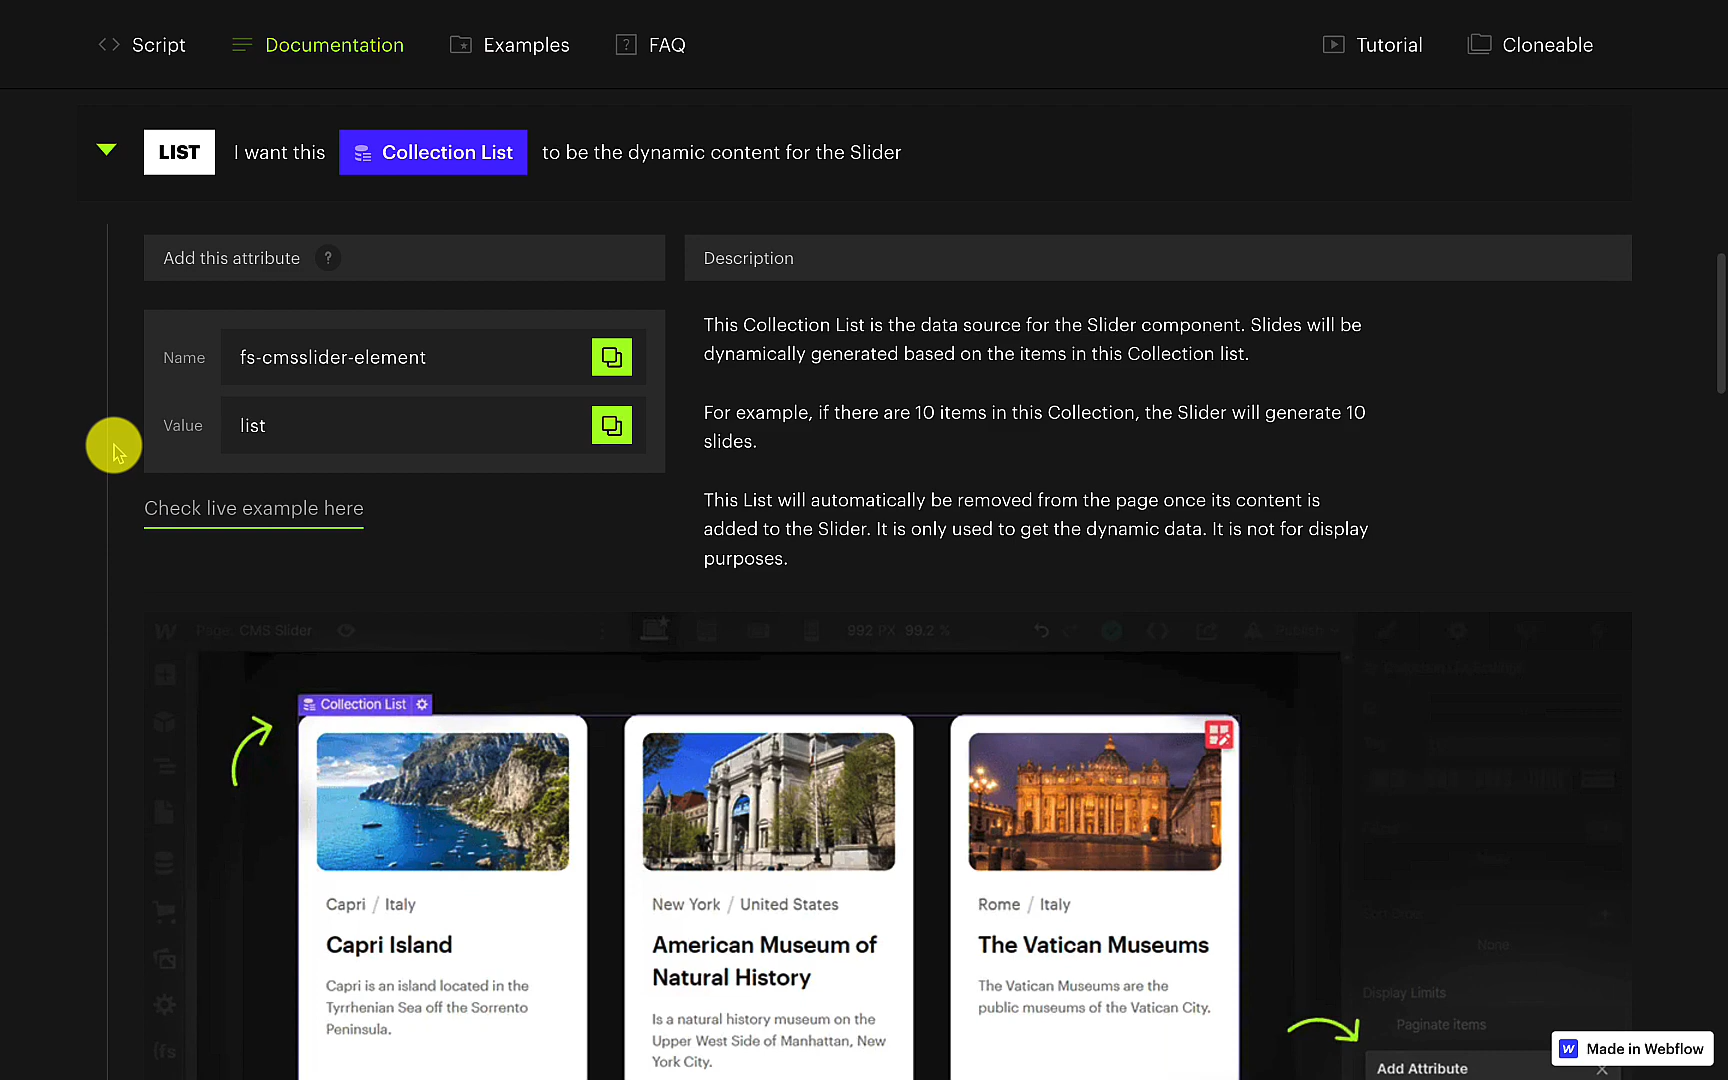 Script
Documentation
Examples
FAQ
Tutorial
Cloneable
LIST I want this Collection List to be the dynamic content for the Slider
Add this attribute ?
Description
Name fs-cmsslider-element
Value list
Check live example here
This Collection List is the data source for the Slider component. Slides will be
dynamically generated based on the items in this Collection list.
For example, if there are 10 items in this Collection, the Slider will generate 10
slides.
This List will automatically be removed from the page once its content is
added to the Slider. It is only used to get the dynamic data. It is not for display
purposes.
Page: CMS Slider
992 PX 99.2 %
Publish
Collection List
Capri / Italy
Capri Island
Capri is an island located in the
Tyrrhenian Sea off the Sorrento
Peninsula.
New York / United States
American Museum of
Natural History
Is a natural history museum on the
Upper West Side of Manhattan, New
York City.
Rome / Italy
The Vatican Museums
The Vatican Museums are the
public museums of the Vatican City.
None
Display Limits
Paginate items
Add Attribute
Made in Webflow